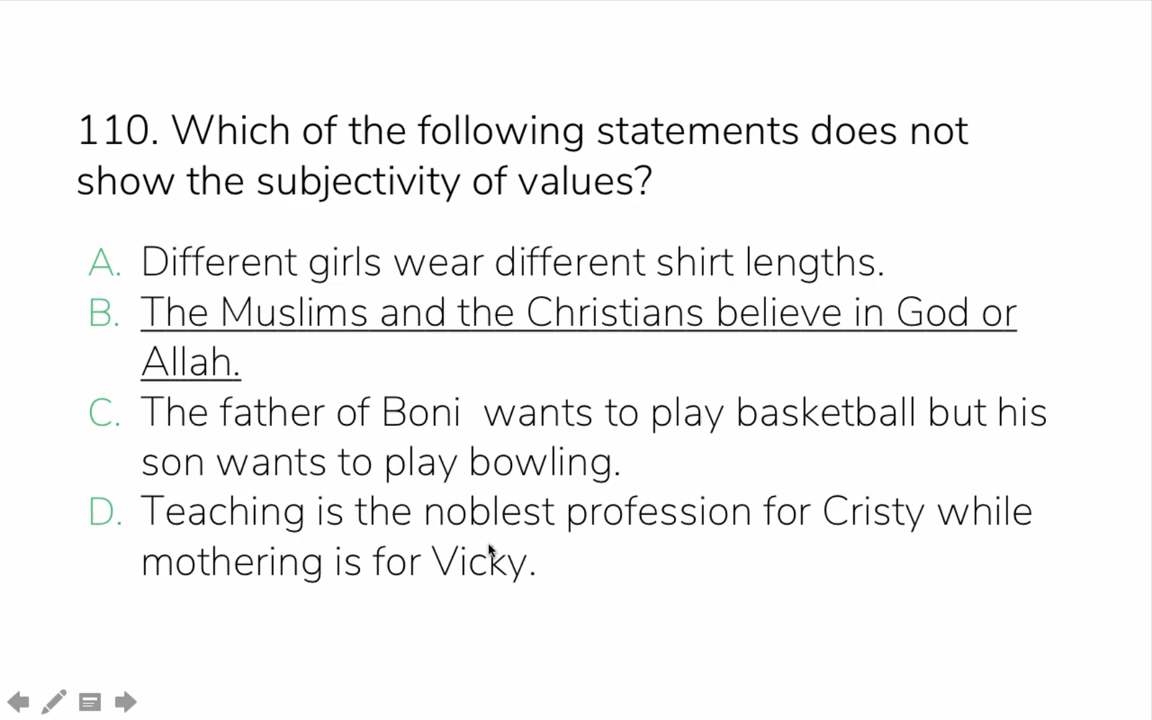 110. Which of the following statements does not
show the subjectivity of values?
A. Different girls wear different shirt lengths.
B. The Muslims and the Christians believe in God or
Allah.
C. The father of Boni wants to play basketball but his
son wants to play bowling.
D. Teaching is the noblest profession for Cristy while
mothering is for Vicky.